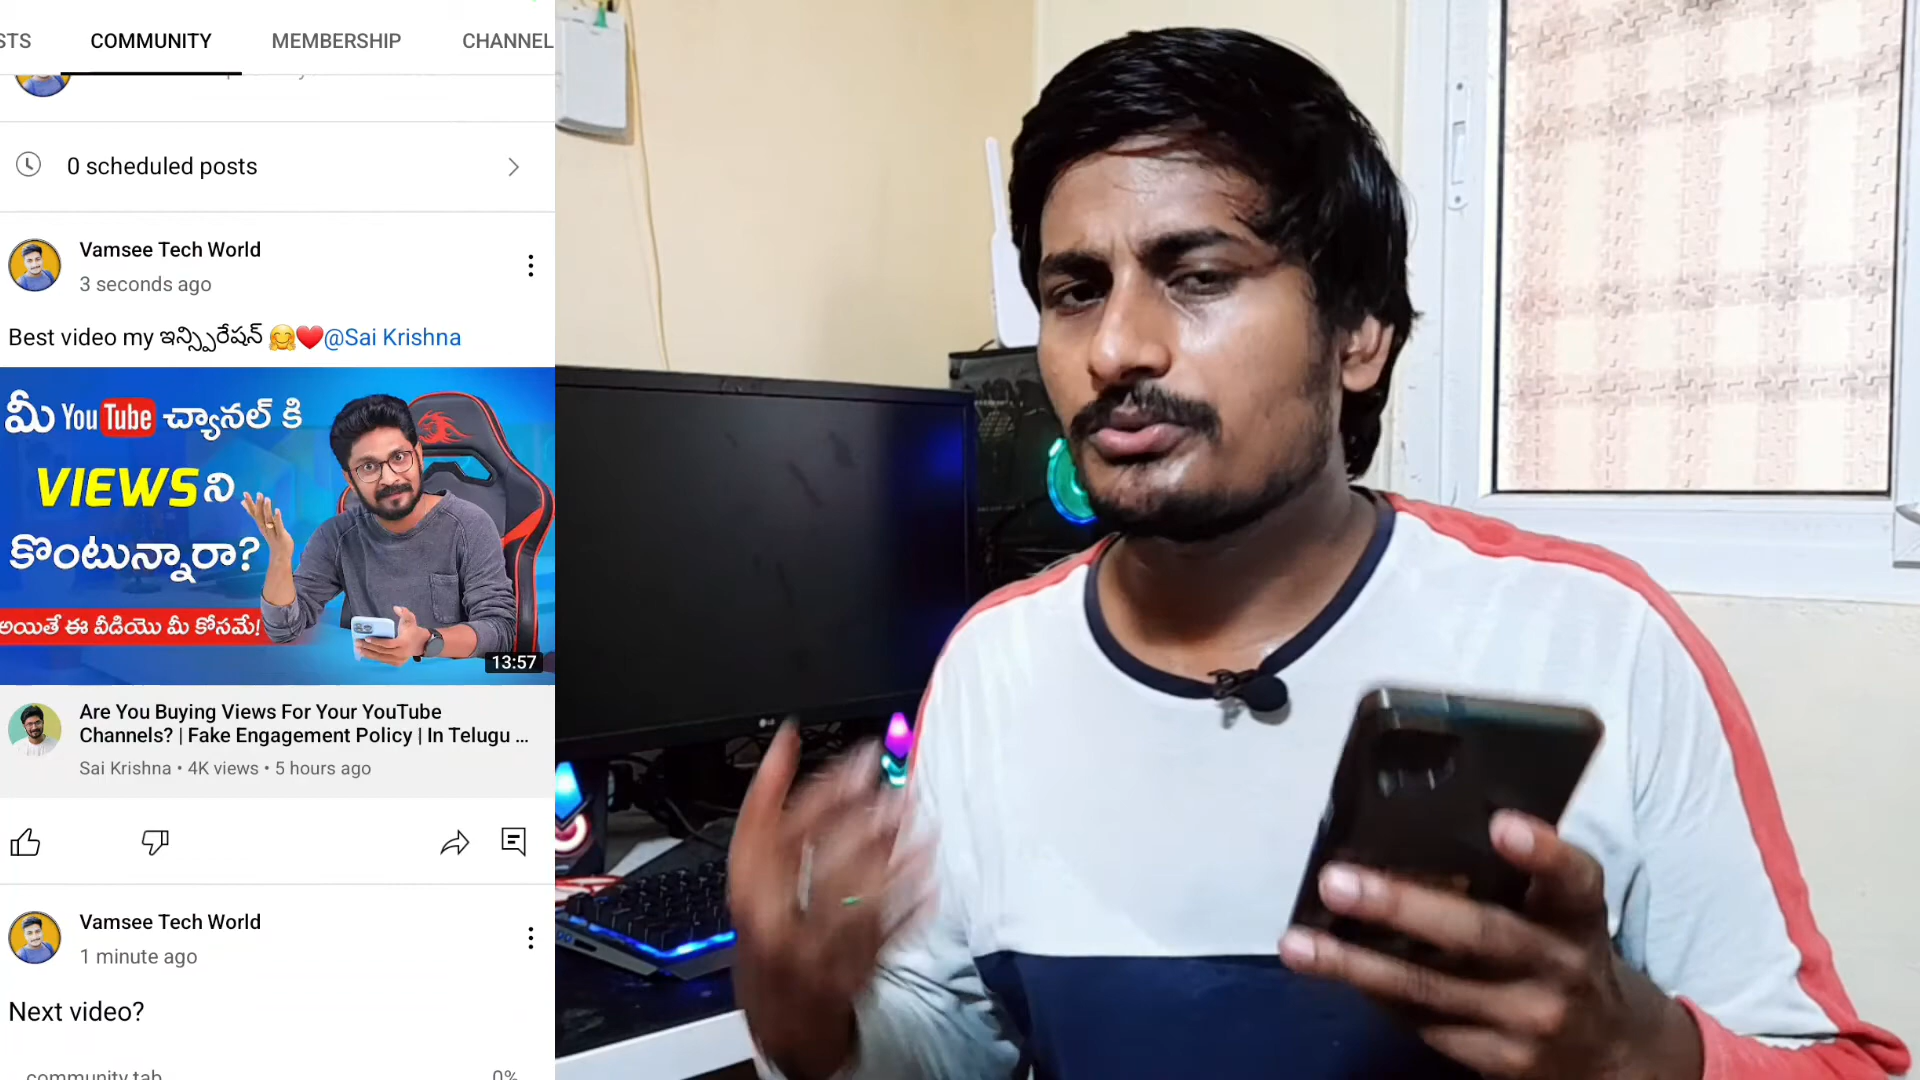 STS COMMUNITY MEMBERSHIP CHANNEL
0 scheduled posts
Vamsee Tech World
3 seconds ago
Best video my ఇన్స్పిరేషన్ 🤗❤️@Sai Krishna
మీ YouTube చ్యానల్ కి
VIEWS ని
కొంటున్నారా?
అయితే ఈ వీడియొ మీ కోసమే!
13:57
Are You Buying Views For Your YouTube
Channels? | Fake Engagement Policy | In Telugu ...
Sai Krishna • 4K views • 5 hours ago
Vamsee Tech World
1 minute ago
Next video?
community tab 0%
LG